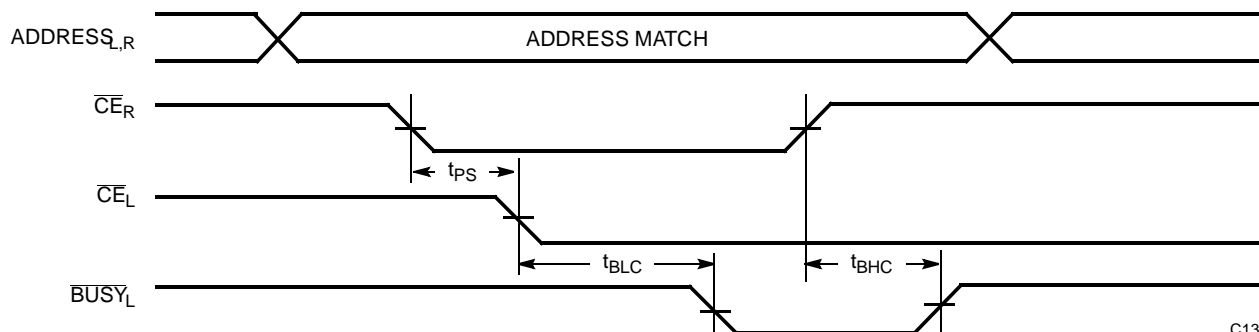 ADDRESSL,R
ADDRESS MATCH
CER
tPS
CEL
tBLC
tBHC
BUSYL
C13